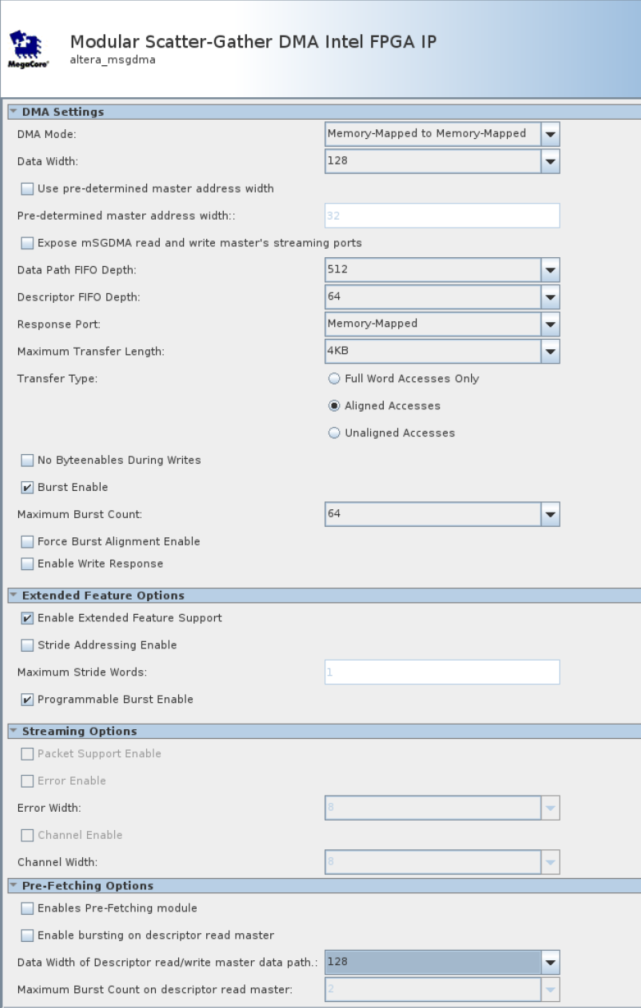 Modular Scatter-Gather DMA Intel FPGA IP
altera_msgdma
MegaCore'
DMA Settings
DMA Mode: Memory-Mapped to Memory-Mapped
Data Width: 128
Use pre-determined master address width
Pre-determined master address width:: 32
Expose mSGDMA read and write master's streaming ports
Data Path FIFO Depth: 512
Descriptor FIFO Depth: 64
Response Port: Memory-Mapped
Maximum Transfer Length: 4KB
Transfer Type: Full Word Accesses Only
Aligned Accesses
Unaligned Accesses
No Byteenables During Writes
Burst Enable
Maximum Burst Count: 64
Force Burst Alignment Enable
Enable Write Response
Extended Feature Options
Enable Extended Feature Support
Stride Addressing Enable
Maximum Stride Words: 1
Programmable Burst Enable
Streaming Options
Packet Support Enable
Error Enable
Error Width: 8
Channel Enable
Channel Width: 8
Pre-Fetching Options
Enables Pre-Fetching module
Enable bursting on descriptor read master
Data Width of Descriptor read/write master data path.: 128
Maximum Burst Count on descriptor read master: 2